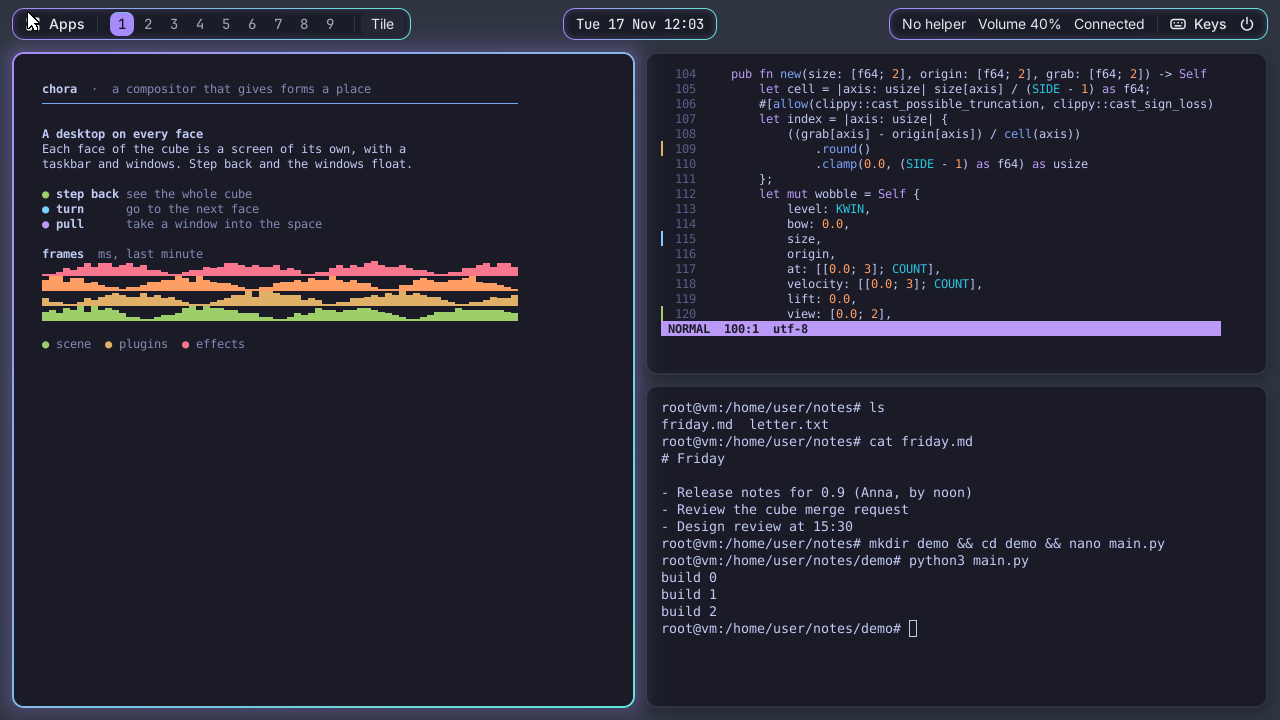 Apps 1 2 3 4 5 6 7 8 9 Tile
Tue 17 Nov 12:03
No helper Volume 40% Connected Keys
chora · a compositor that gives forms a place
A desktop on every face
Each face of the cube is a screen of its own, with a
taskbar and windows. Step back and the windows float.
● step back see the whole cube
● turn go to the next face
● pull take a window into the space
frames ms, last minute
● scene ● plugins ● effects
104 pub fn new(size: [f64; 2], origin: [f64; 2], grab: [f64; 2]) -> Self
105 let cell = |axis: usize| size[axis] / (SIDE - 1) as f64;
106 #[allow(clippy::cast_possible_truncation, clippy::cast_sign_loss)
107 let index = |axis: usize| {
108 ((grab[axis] - origin[axis]) / cell(axis))
109 .round()
110 .clamp(0.0, (SIDE - 1) as f64) as usize
111 };
112 let mut wobble = Self {
113 level: KWIN,
114 bow: 0.0,
115 size,
116 origin,
117 at: [[0.0; 3]; COUNT],
118 velocity: [[0.0; 3]; COUNT],
119 lift: 0.0,
120 view: [0.0; 2],
NORMAL 100:1 utf-8
root@vm:/home/user/notes# ls
friday.md letter.txt
root@vm:/home/user/notes# cat friday.md
# Friday
- Release notes for 0.9 (Anna, by noon)
- Review the cube merge request
- Design review at 15:30
root@vm:/home/user/notes# mkdir demo && cd demo && nano main.py
root@vm:/home/user/notes/demo# python3 main.py
build 0
build 1
build 2
root@vm:/home/user/notes/demo#